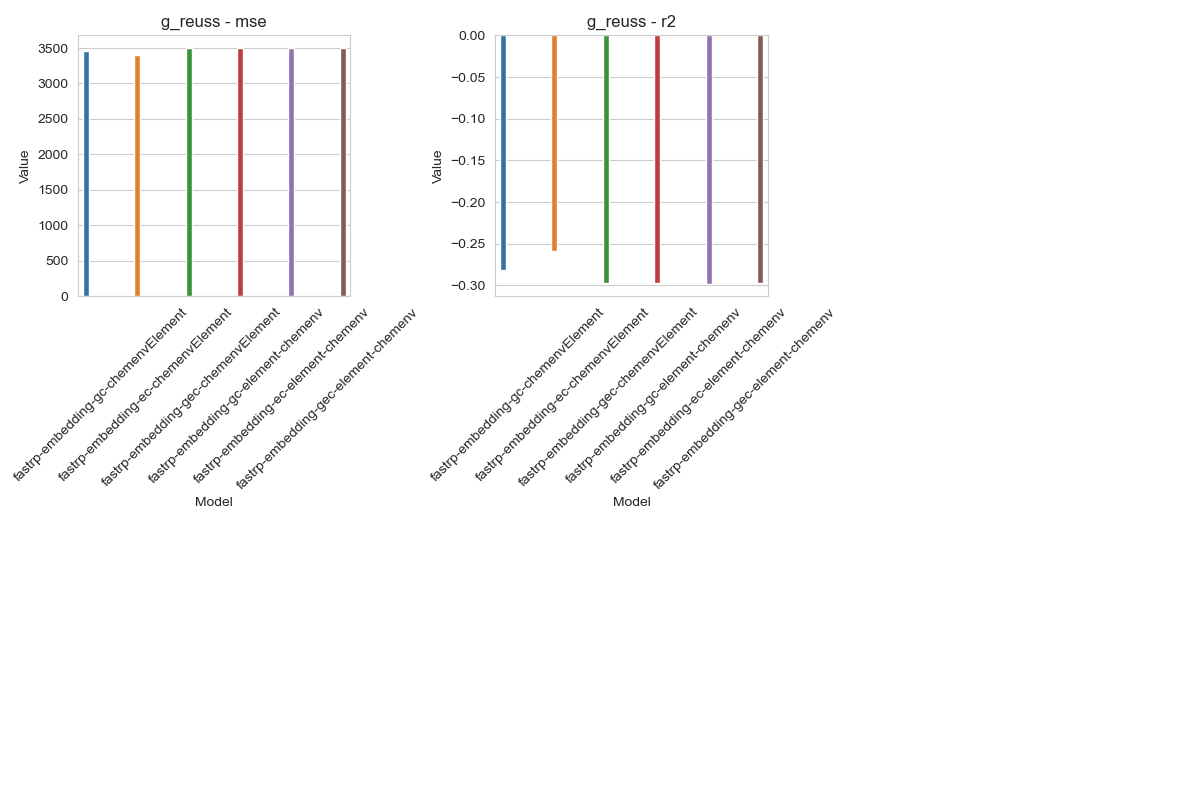 g_reuss - mse
3500
3000
2500
2000
1500
1000
500
0
Value
fastrp-embedding-gc-chemenvElement
fastrp-embedding-ec-chemenvElement
fastrp-embedding-gec-chemenvElement
fastrp-embedding-gc-element-chemenv
fastrp-embedding-ec-element-chemenv
fastrp-embedding-gec-element-chemenv
Model
g_reuss - r2
0.00
−0.05
−0.10
−0.15
−0.20
−0.25
−0.30
Value
fastrp-embedding-gc-chemenvElement
fastrp-embedding-ec-chemenvElement
fastrp-embedding-gec-chemenvElement
fastrp-embedding-gc-element-chemenv
fastrp-embedding-ec-element-chemenv
fastrp-embedding-gec-element-chemenv
Model